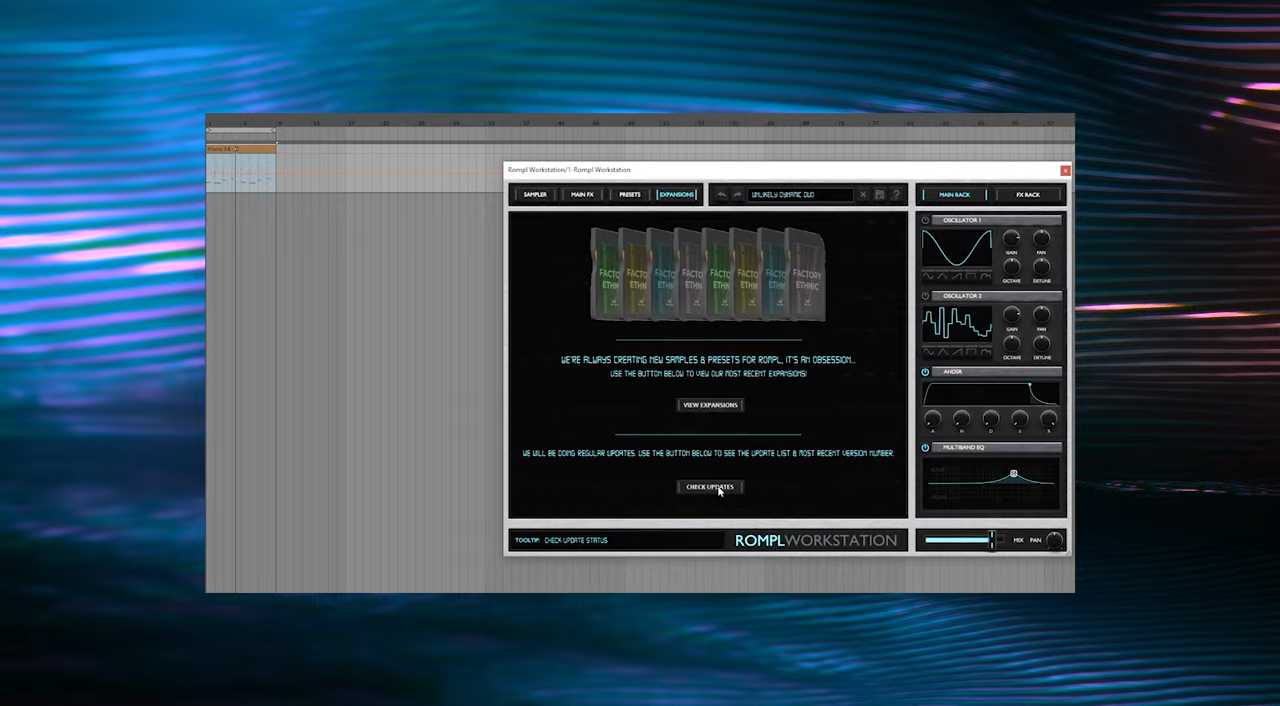 Rompl Workstation/1-Rompl Workstation
SAMPLER MAIN FX PRESETS EXPANSIONS
UNLIKELY DYNAMIC DUO
MAIN RACK FX RACK
FACTORY ETHNIC
WE'RE ALWAYS CREATING NEW SAMPLES & PRESETS FOR ROMPL, IT'S AN OBSESSION...
USE THE BUTTON BELOW TO VIEW OUR MOST RECENT EXPANSIONS!
VIEW EXPANSIONS
WE WILL BE DOING REGULAR UPDATES. USE THE BUTTON BELOW TO SEE THE UPDATE LIST & MOST RECENT VERSION NUMBER.
CHECK UPDATES
TOOLTIP: CHECK UPDATE STATUS
ROMPLWORKSTATION
OSCILLATOR 1
GAIN PAN
OCTAVE DETUNE
OSCILLATOR 2
GAIN PAN
OCTAVE DETUNE
AHDSR
A H D S R
MULTIBAND EQ
MIX PAN